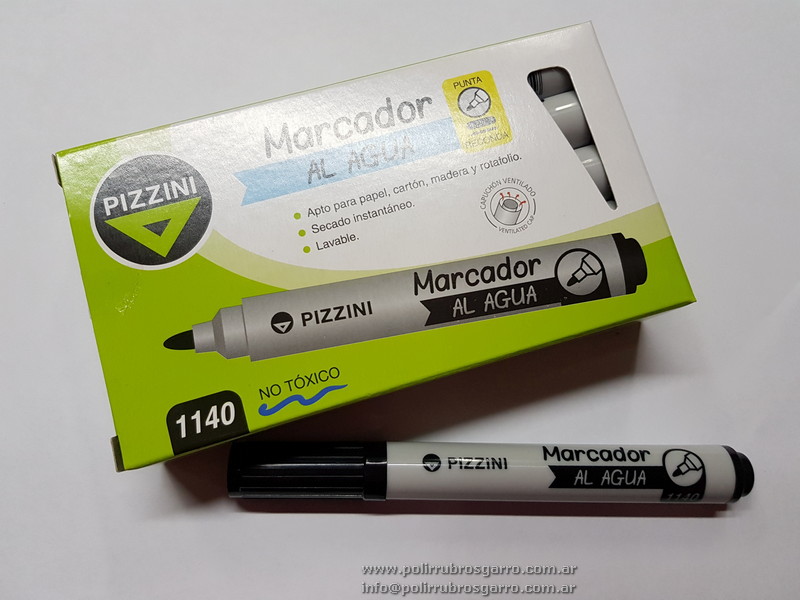 PUNTA
REDONDA
Marcador
AL AGUA
PIZZINI
Apto para papel, cartón, madera y rotafolio.
Secado instantáneo.
Lavable.
CAPUCHÓN VENTILADO
VENTILATED CAP
Marcador
AL AGUA
PIZZINI
NO TÓXICO
1140
PIZZINI
Marcador
AL AGUA
1140
www.polirrubrosgarro.com.ar
info@polirrubrosgarro.com.ar